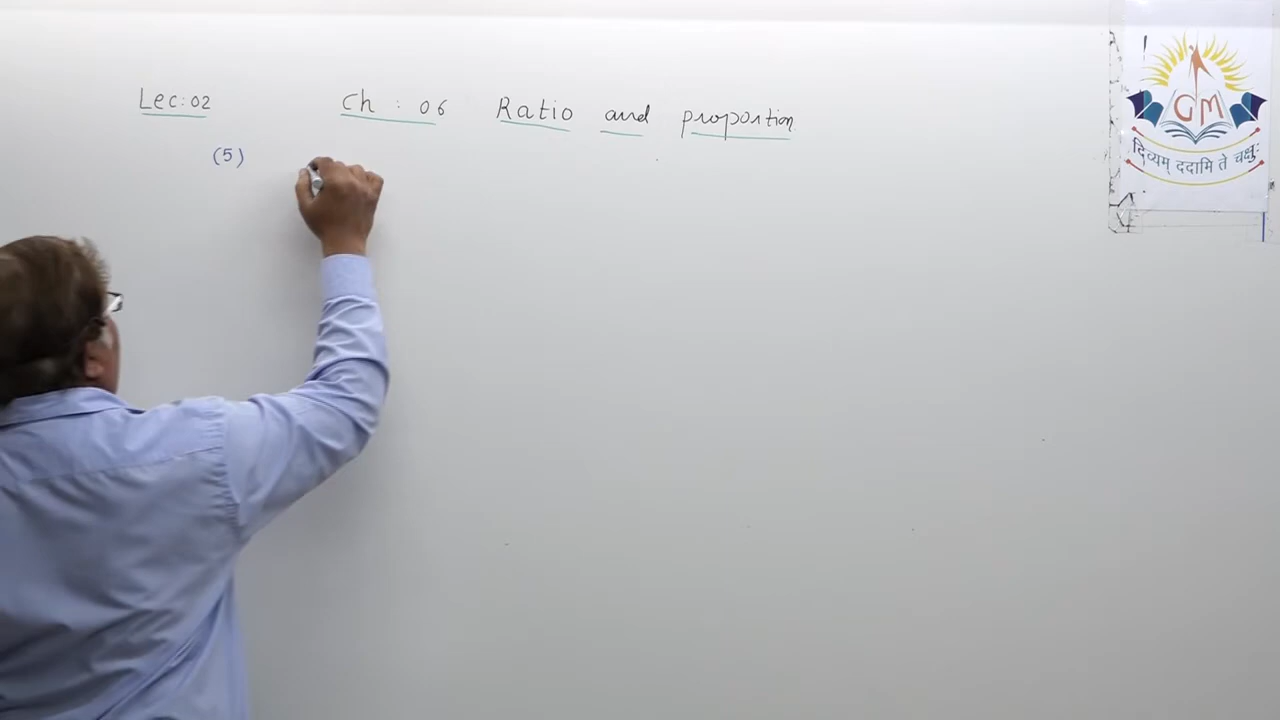 Lec:02 Ch : 06 Ratio and proportion
(5)
GM
दिव्यम् ददामि ते चक्षुः